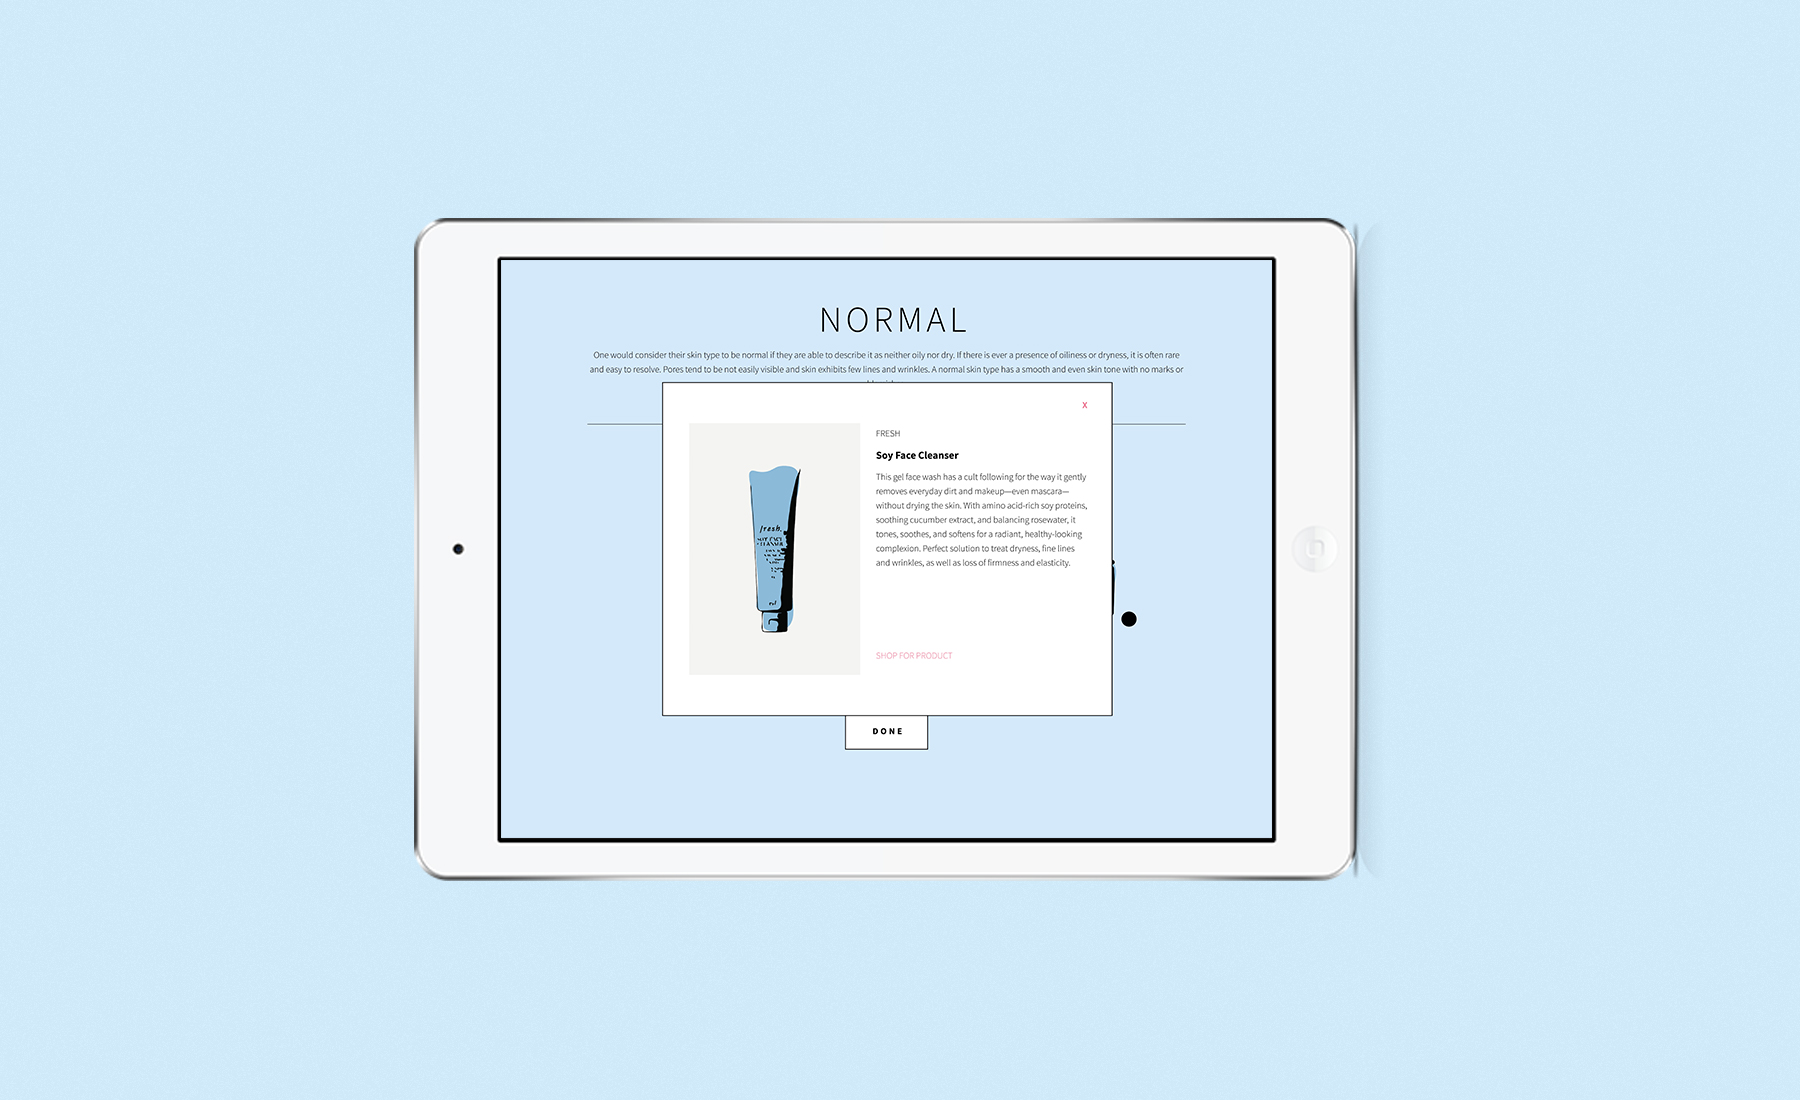 NORMAL
One would consider their skin type to be normal if they are able to describe it as neither oily nor dry. If there is ever a presence of oiliness or dryness, it is often rare
and easy to resolve. Pores tend to be not easily visible and skin exhibits few lines and wrinkles. A normal skin type has a smooth and even skin tone with no marks or
X
FRESH
Soy Face Cleanser
This gel face wash has a cult following for the way it gently
removes everyday dirt and makeup—even mascara—
without drying the skin. With amino acid-rich soy proteins,
soothing cucumber extract, and balancing rosewater, it
tones, soothes, and softens for a radiant, healthy-looking
complexion. Perfect solution to treat dryness, fine lines
and wrinkles, as well as loss of firmness and elasticity.
SHOP FOR PRODUCT
fresh.
SOY FACE
CLEANSER
DONE